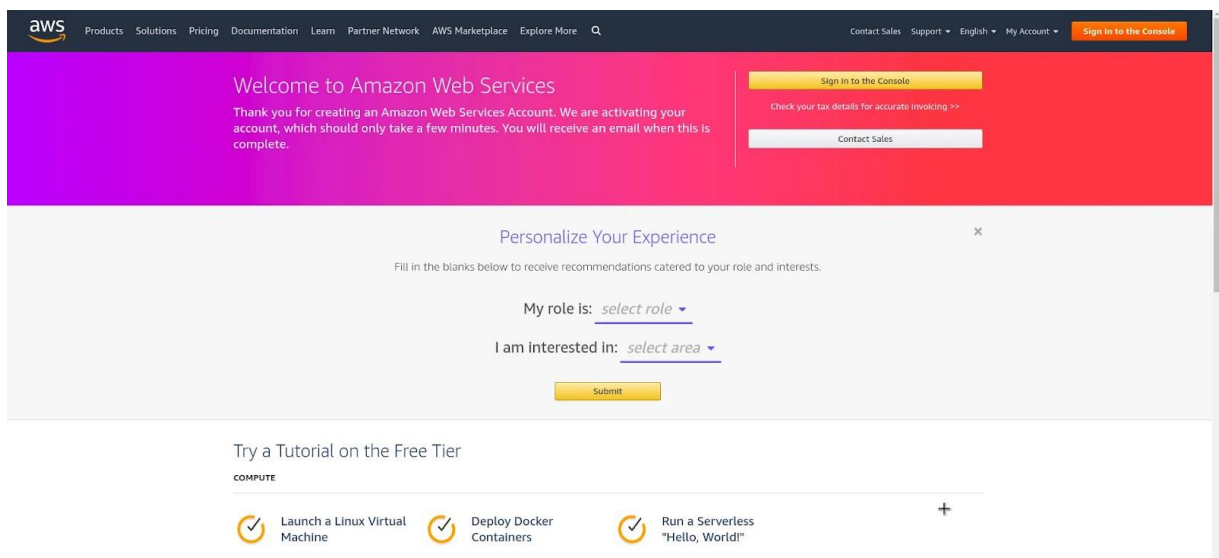 aws
Products Solutions Pricing Documentation Learn Partner Network AWS Marketplace Explore More
Contact Sales Support English My Account Sign In to the Console
Welcome to Amazon Web Services
Thank you for creating an Amazon Web Services Account. We are activating your
account, which should only take a few minutes. You will receive an email when this is
complete.
Sign In to the Console
Check your tax details for accurate invoicing >>
Contact Sales
Personalize Your Experience
Fill in the blanks below to receive recommendations catered to your role and interests.
My role is: select role
I am interested in: select area
Submit
Try a Tutorial on the Free Tier
COMPUTE
Launch a Linux Virtual
Machine
Deploy Docker
Containers
Run a Serverless
"Hello, World!"